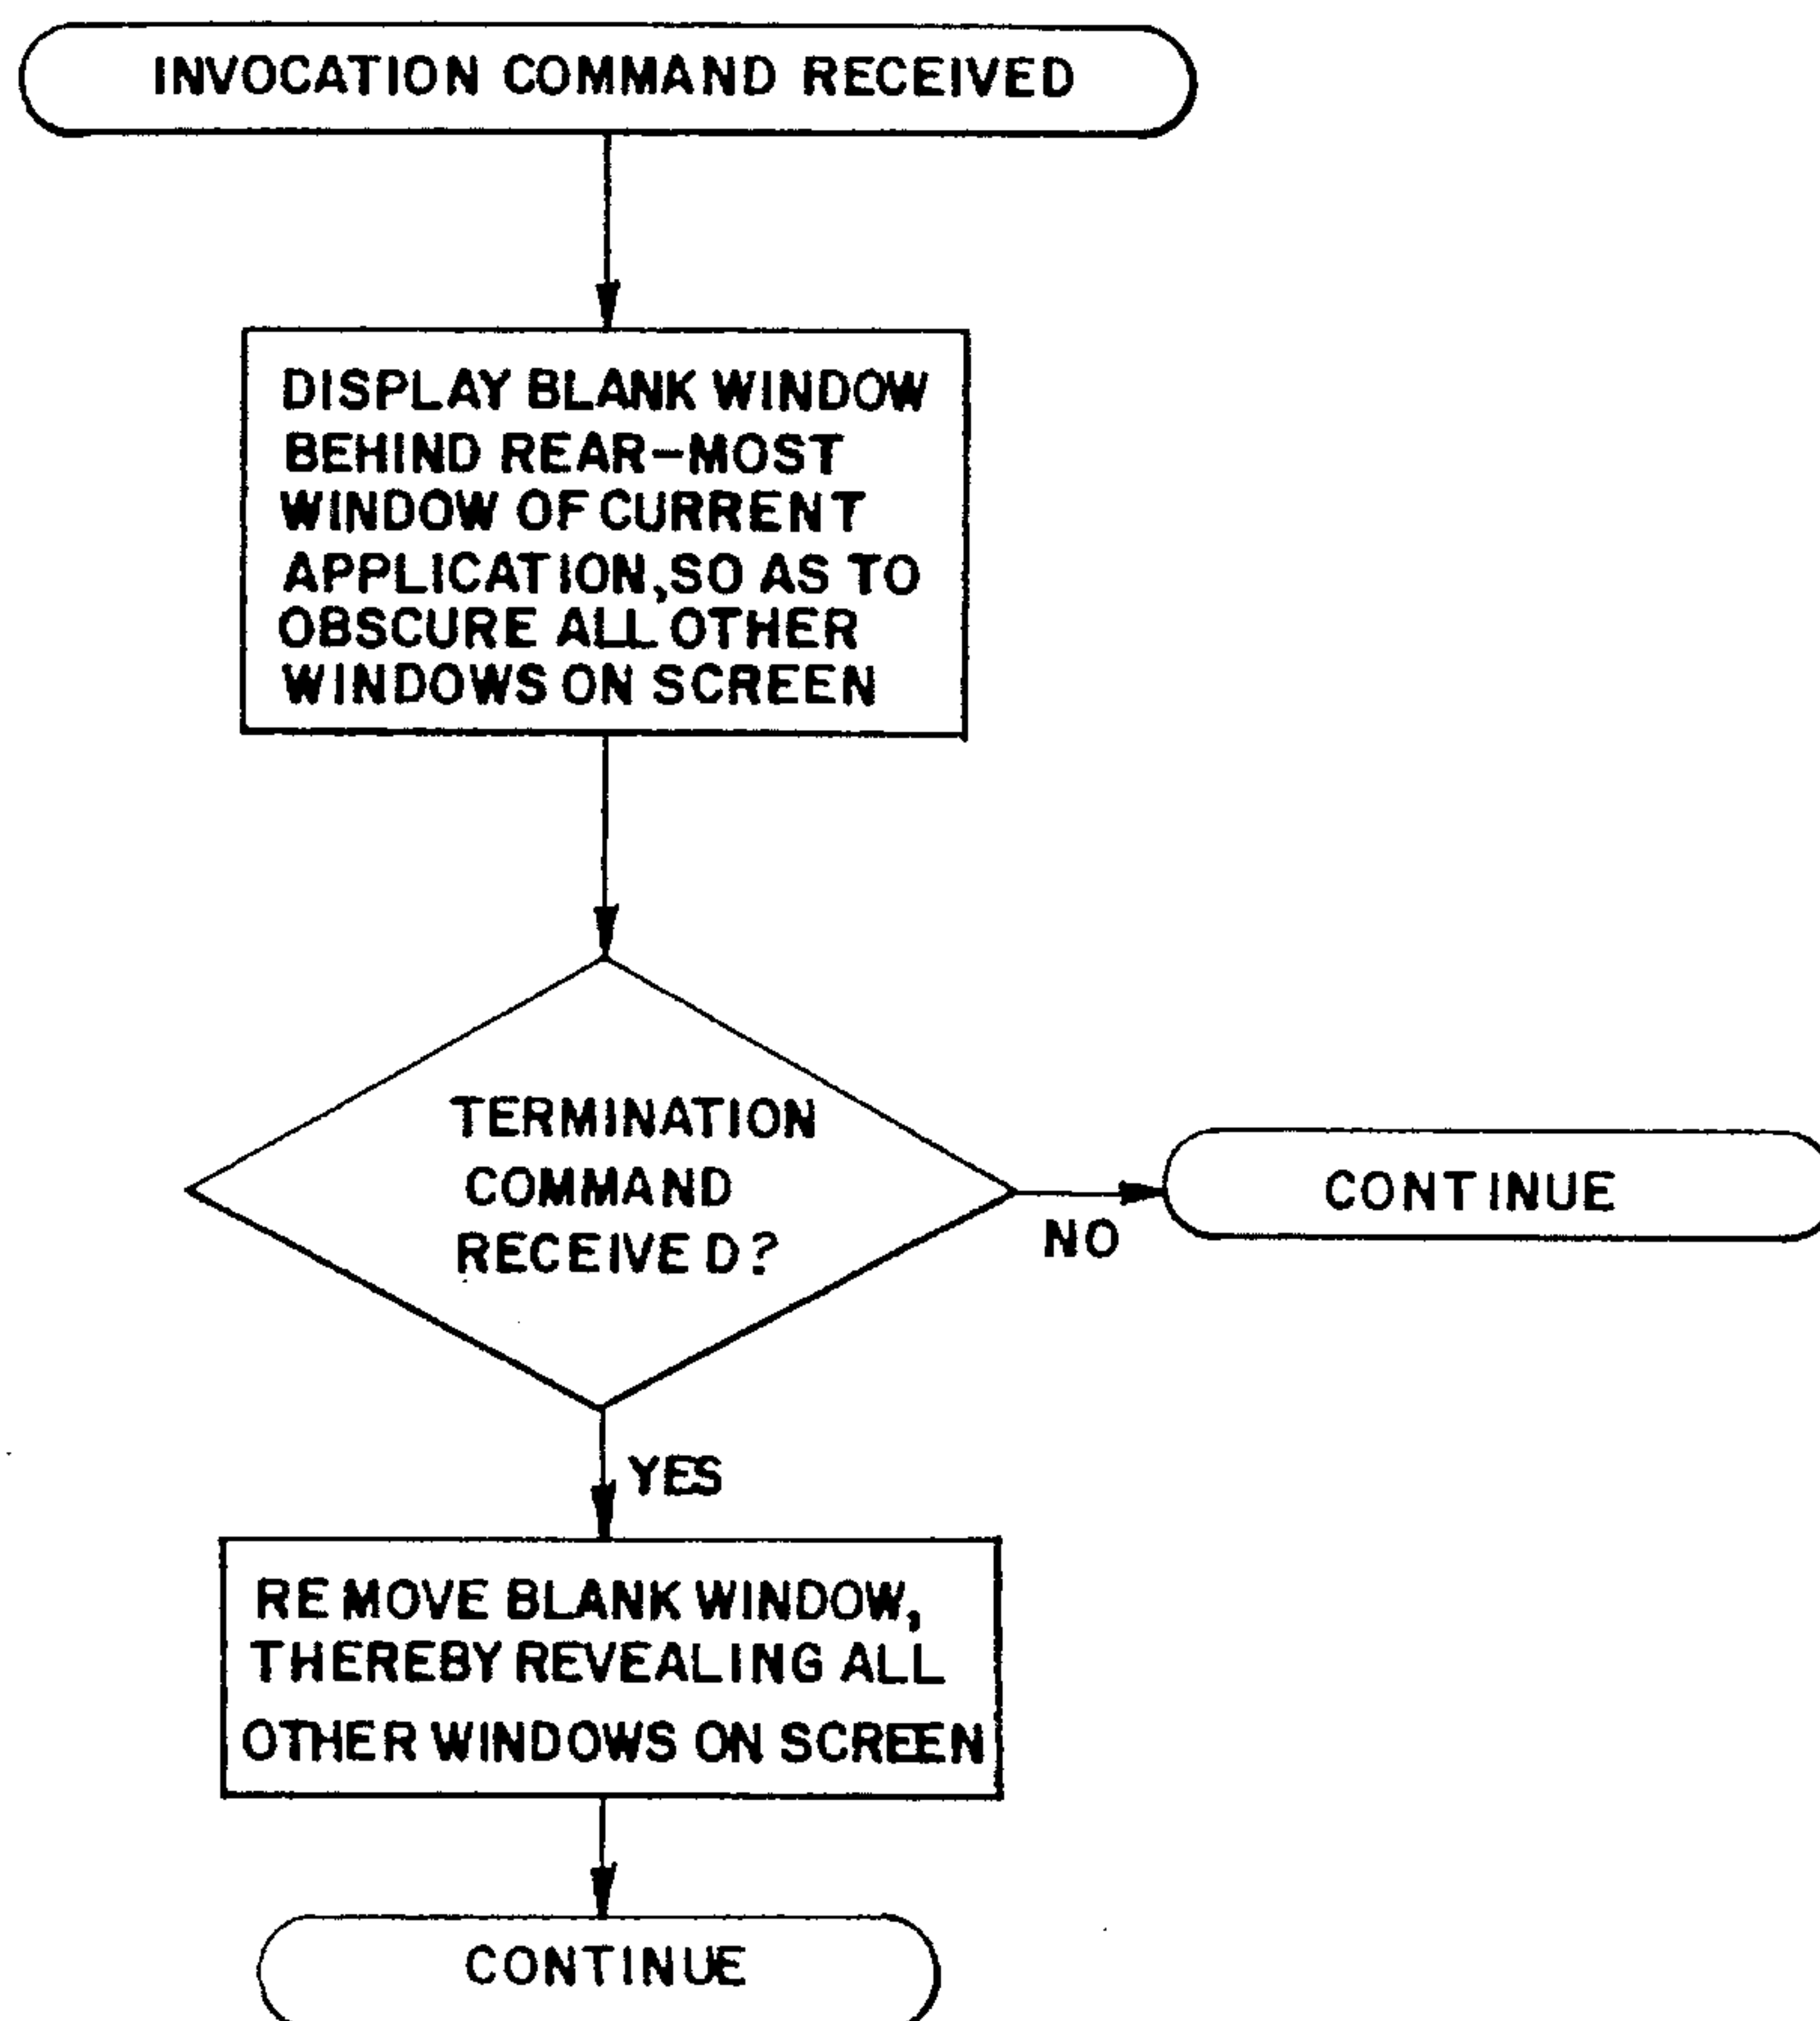 INVOCATION COMMAND RECEIVED
DISPLAY BLANK WINDOW
BEHIND REAR-MOST
WINDOW OF CURRENT
APPLICATION, SO AS TO
OBSCURE ALL OTHER
WINDOWS ON SCREEN
TERMINATION
COMMAND
RECEIVED?
NO
CONTINUE
YES
REMOVE BLANK WINDOW,
THEREBY REVEALING ALL
OTHER WINDOWS ON SCREEN
CONTINUE